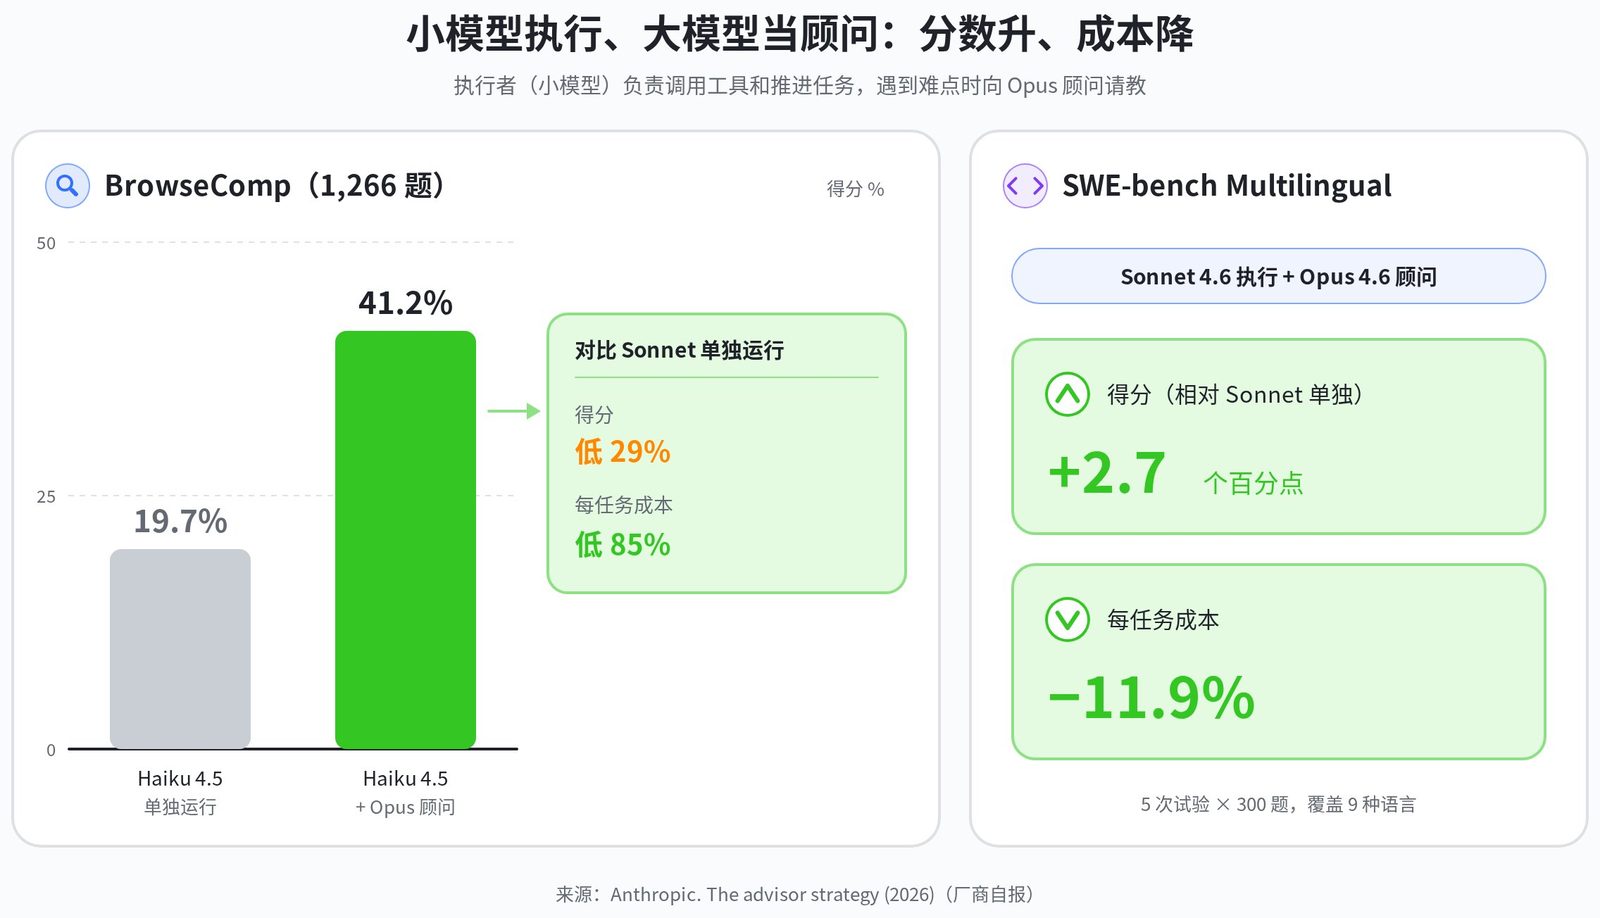 小模型执行、大模型当顾问：分数升、成本降
执行者（小模型）负责调用工具和推进任务，遇到难点时向 Opus 顾问请教
BrowseComp（1,266 题）
得分 %
50
25
0
19.7%
41.2%
Haiku 4.5
单独运行
Haiku 4.5
+ Opus 顾问
对比 Sonnet 单独运行
得分
低 29%
每任务成本
低 85%
SWE-bench Multilingual
Sonnet 4.6 执行 + Opus 4.6 顾问
得分（相对 Sonnet 单独）
+2.7 个百分点
每任务成本
−11.9%
5 次试验 × 300 题，覆盖 9 种语言
来源：Anthropic. The advisor strategy (2026)（厂商自报）